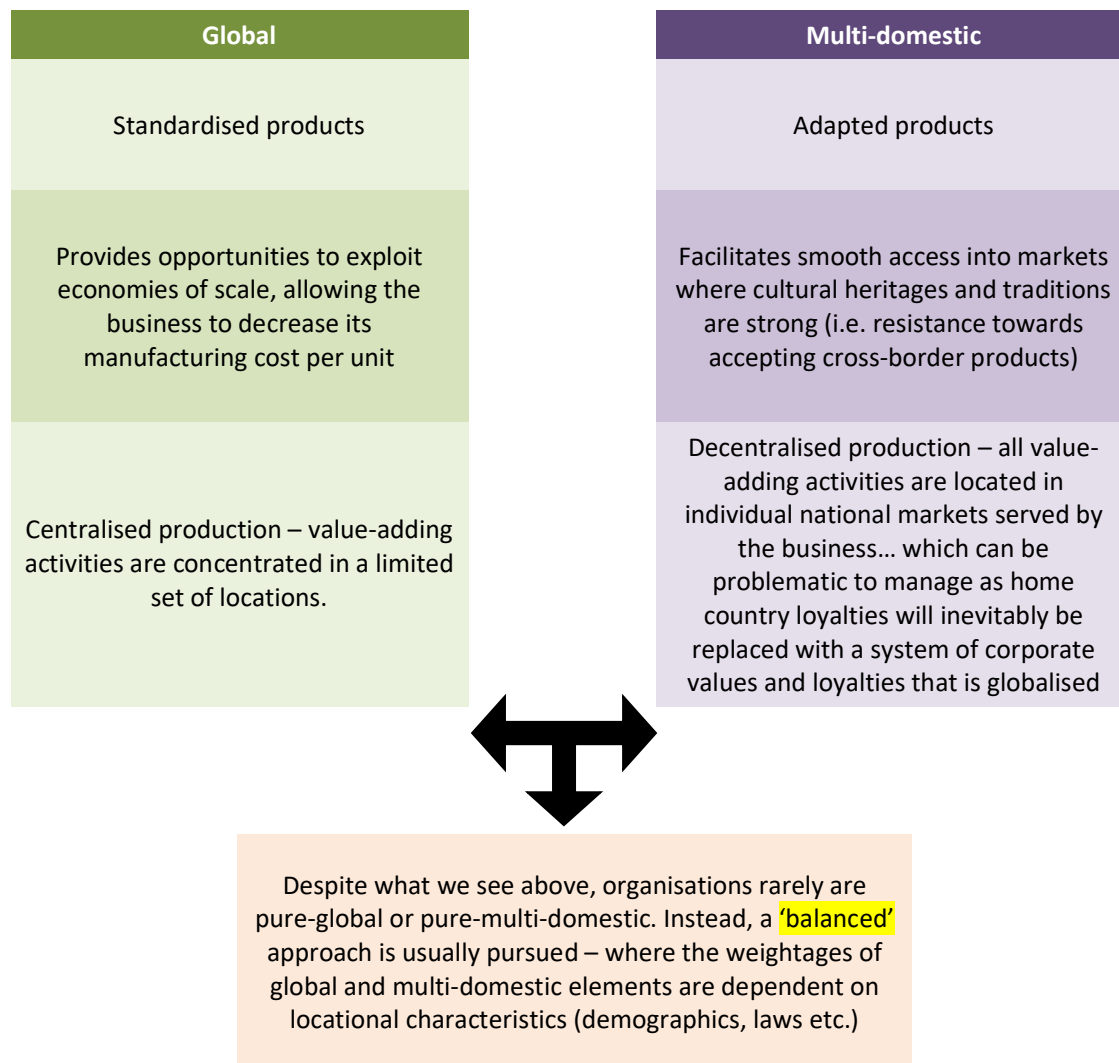 Global
Standardised products
Provides opportunities to exploit
economies of scale, allowing the
business to decrease its
manufacturing cost per unit
Centralised production – value-adding
activities are concentrated in a limited
set of locations.
Multi-domestic
Adapted products
Facilitates smooth access into markets
where cultural heritages and traditions
are strong (i.e. resistance towards
accepting cross-border products)
Decentralised production – all value-
adding activities are located in
individual national markets served by
the business… which can be
problematic to manage as home
country loyalties will inevitably be
replaced with a system of corporate
values and loyalties that is globalised
Despite what we see above, organisations rarely are
pure-global or pure-multi-domestic. Instead, a ‘balanced’
approach is usually pursued – where the weightages of
global and multi-domestic elements are dependent on
locational characteristics (demographics, laws etc.)